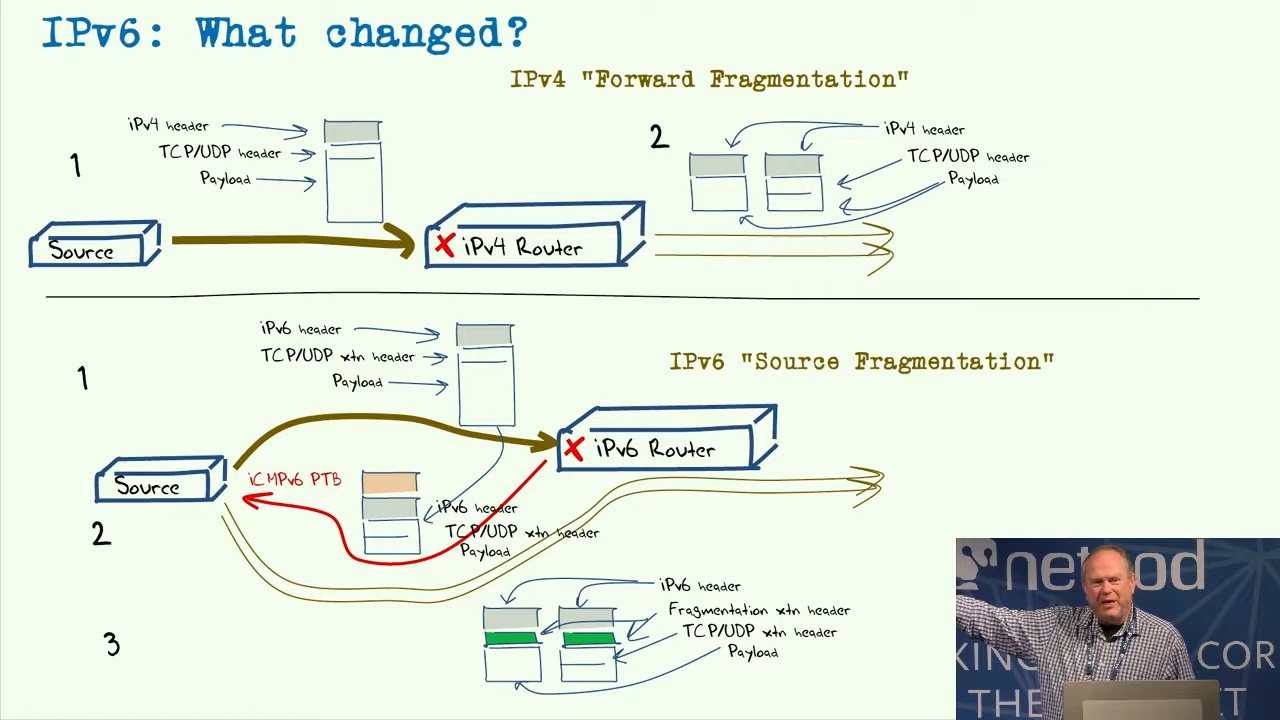 IPv6: What changed?
IPv4 "Forward Fragmentation"
1
iPv4 header
TCP/UDP header
Payload
2
iPv4 header
TCP/UDP header
Payload
Source
iPv4 Router
IPv6 "Source Fragmentation"
1
iPv6 header
TCP/UDP xtn header
Payload
iPv6 Router
Source
iCMPv6 PTB
2
iPv6 header
TCP/UDP xtn header
Payload
3
iPv6 header
Fragmentation xtn header
TCP/UDP xtn header
Payload